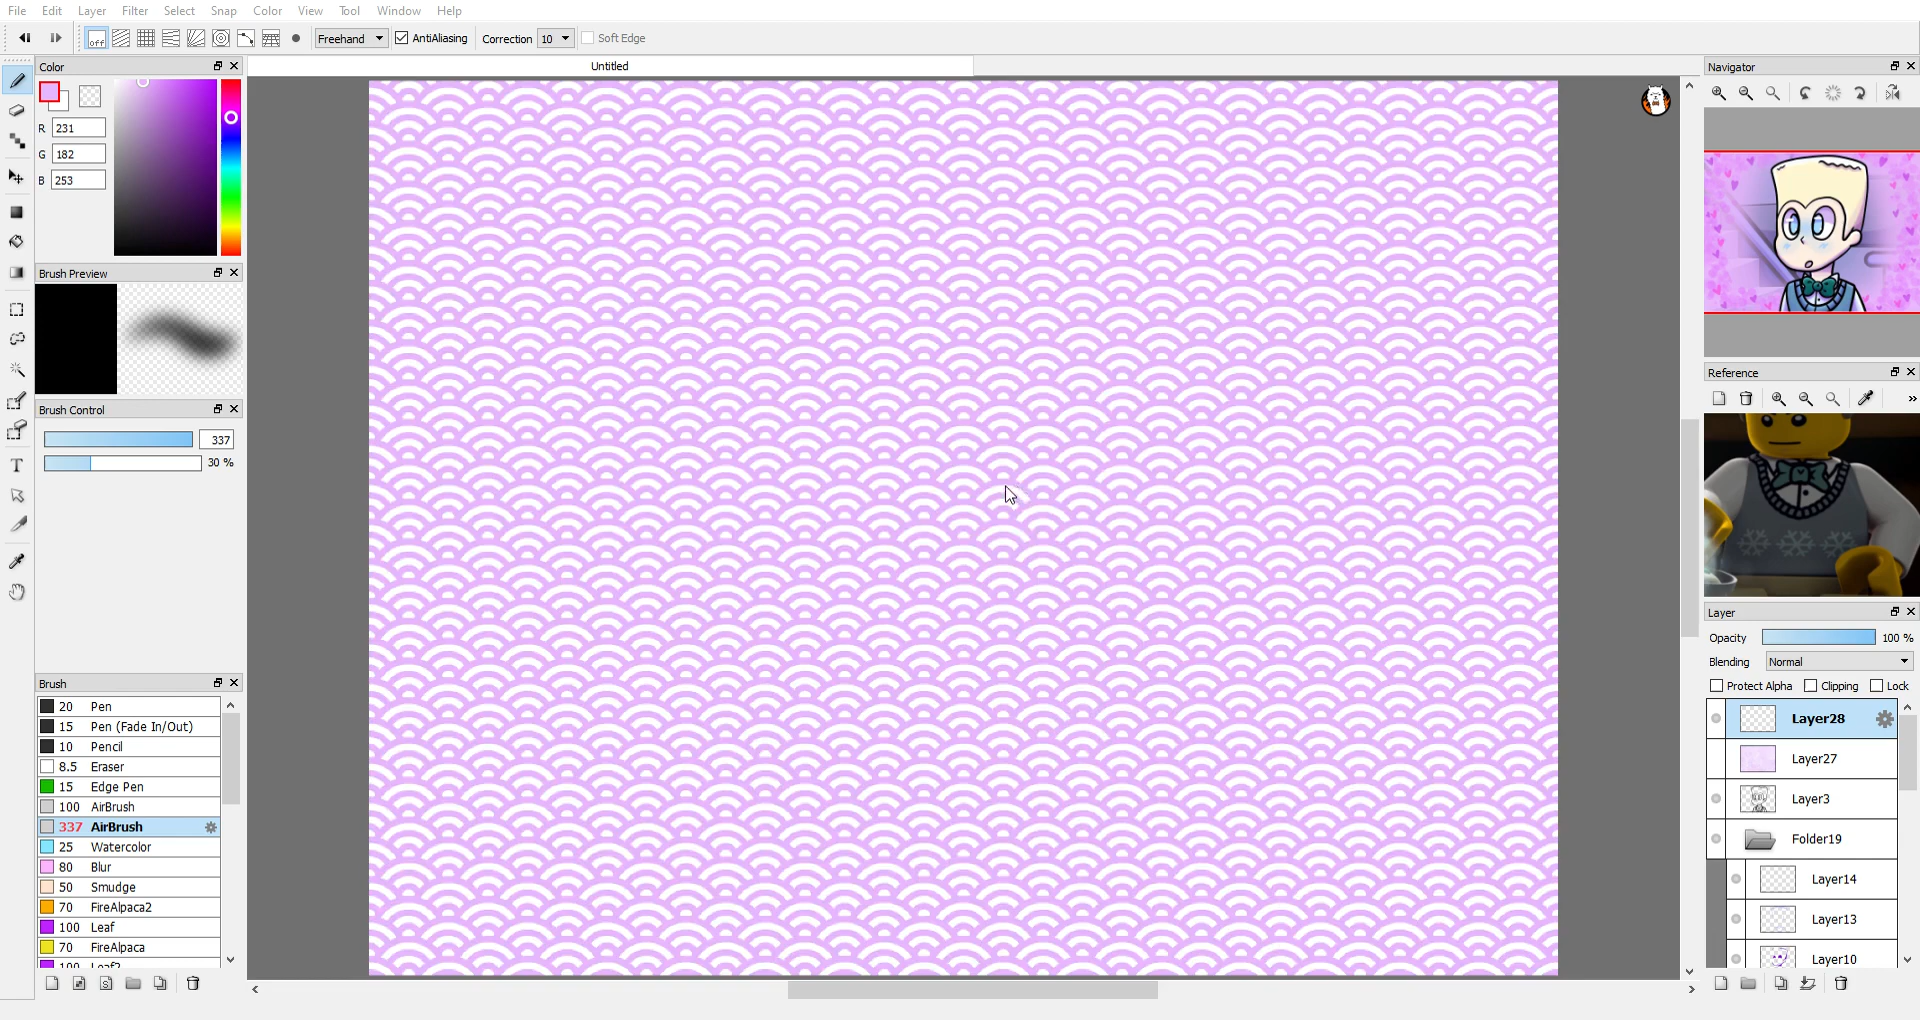 File Edit Layer Filter Select Snap Color View Tool Window Help
off Freehand AntiAliasing Correction 10 Soft Edge
Color
Untitled
Navigator
R 231
G 182
B 253
Brush Preview
Reference
»
Brush Control
337
30 %
Layer
Opacity 100 %
Blending Normal
Protect Alpha Clipping Lock
Brush
20 Pen
15 Pen (Fade In/Out)
10 Pencil
8.5 Eraser
15 Edge Pen
100 AirBrush
337 AirBrush
25 Watercolor
80 Blur
50 Smudge
70 FireAlpaca2
100 Leaf
70 FireAlpaca
100 Leaf2
Layer28
Layer27
Layer3
Folder19
Layer14
Layer13
Layer10
T
S